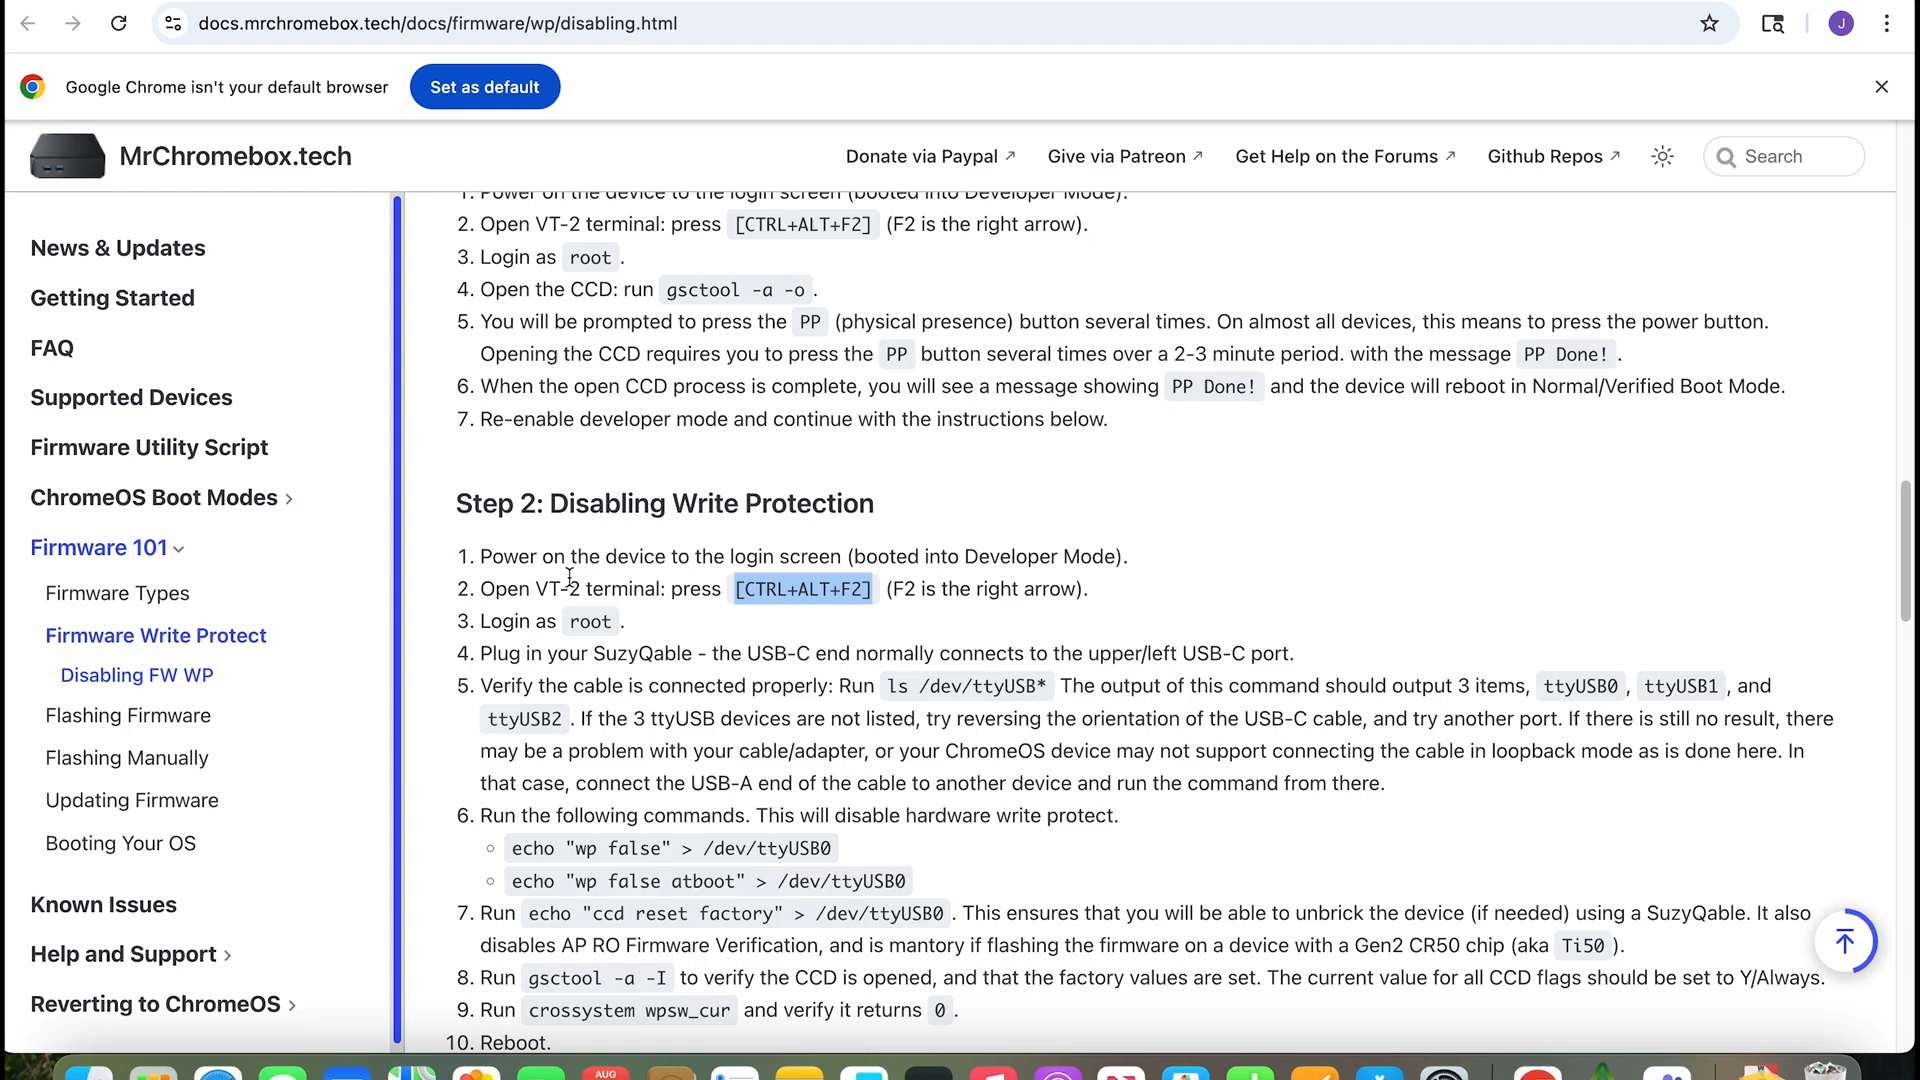 docs.mrchromebox.tech/docs/firmware/wp/disabling.html
J
Google Chrome isn't your default browser
Set as default
MrChromebox.tech
Donate via Paypal
Give via Patreon
Get Help on the Forums
Github Repos
Search
News & Updates
Getting Started
FAQ
Supported Devices
Firmware Utility Script
ChromeOS Boot Modes
Firmware 101
Firmware Types
Firmware Write Protect
Disabling FW WP
Flashing Firmware
Flashing Manually
Updating Firmware
Booting Your OS
Known Issues
Help and Support
Reverting to ChromeOS
1. Power on the device to the login screen (booted into Developer Mode).
2. Open VT-2 terminal: press [CTRL+ALT+F2] (F2 is the right arrow).
3. Login as root .
4. Open the CCD: run gsctool -a -o .
5. You will be prompted to press the PP (physical presence) button several times. On almost all devices, this means to press the power button.
Opening the CCD requires you to press the PP button several times over a 2-3 minute period. with the message PP Done! .
6. When the open CCD process is complete, you will see a message showing PP Done! and the device will reboot in Normal/Verified Boot Mode.
7. Re-enable developer mode and continue with the instructions below.
Step 2: Disabling Write Protection
1. Power on the device to the login screen (booted into Developer Mode).
2. Open VT-2 terminal: press [CTRL+ALT+F2] (F2 is the right arrow).
3. Login as root .
4. Plug in your SuzyQable - the USB-C end normally connects to the upper/left USB-C port.
5. Verify the cable is connected properly: Run ls /dev/ttyUSB* The output of this command should output 3 items, ttyUSB0 , ttyUSB1 , and
ttyUSB2 . If the 3 ttyUSB devices are not listed, try reversing the orientation of the USB-C cable, and try another port. If there is still no result, there
may be a problem with your cable/adapter, or your ChromeOS device may not support connecting the cable in loopback mode as is done here. In
that case, connect the USB-A end of the cable to another device and run the command from there.
6. Run the following commands. This will disable hardware write protect.
echo "wp false" > /dev/ttyUSB0
echo "wp false atboot" > /dev/ttyUSB0
7. Run echo "ccd reset factory" > /dev/ttyUSB0 . This ensures that you will be able to unbrick the device (if needed) using a SuzyQable. It also
disables AP RO Firmware Verification, and is mantory if flashing the firmware on a device with a Gen2 CR50 chip (aka Ti50 ).
8. Run gsctool -a -I to verify the CCD is opened, and that the factory values are set. The current value for all CCD flags should be set to Y/Always.
9. Run crossystem wpsw_cur and verify it returns 0 .
10. Reboot.
AUG